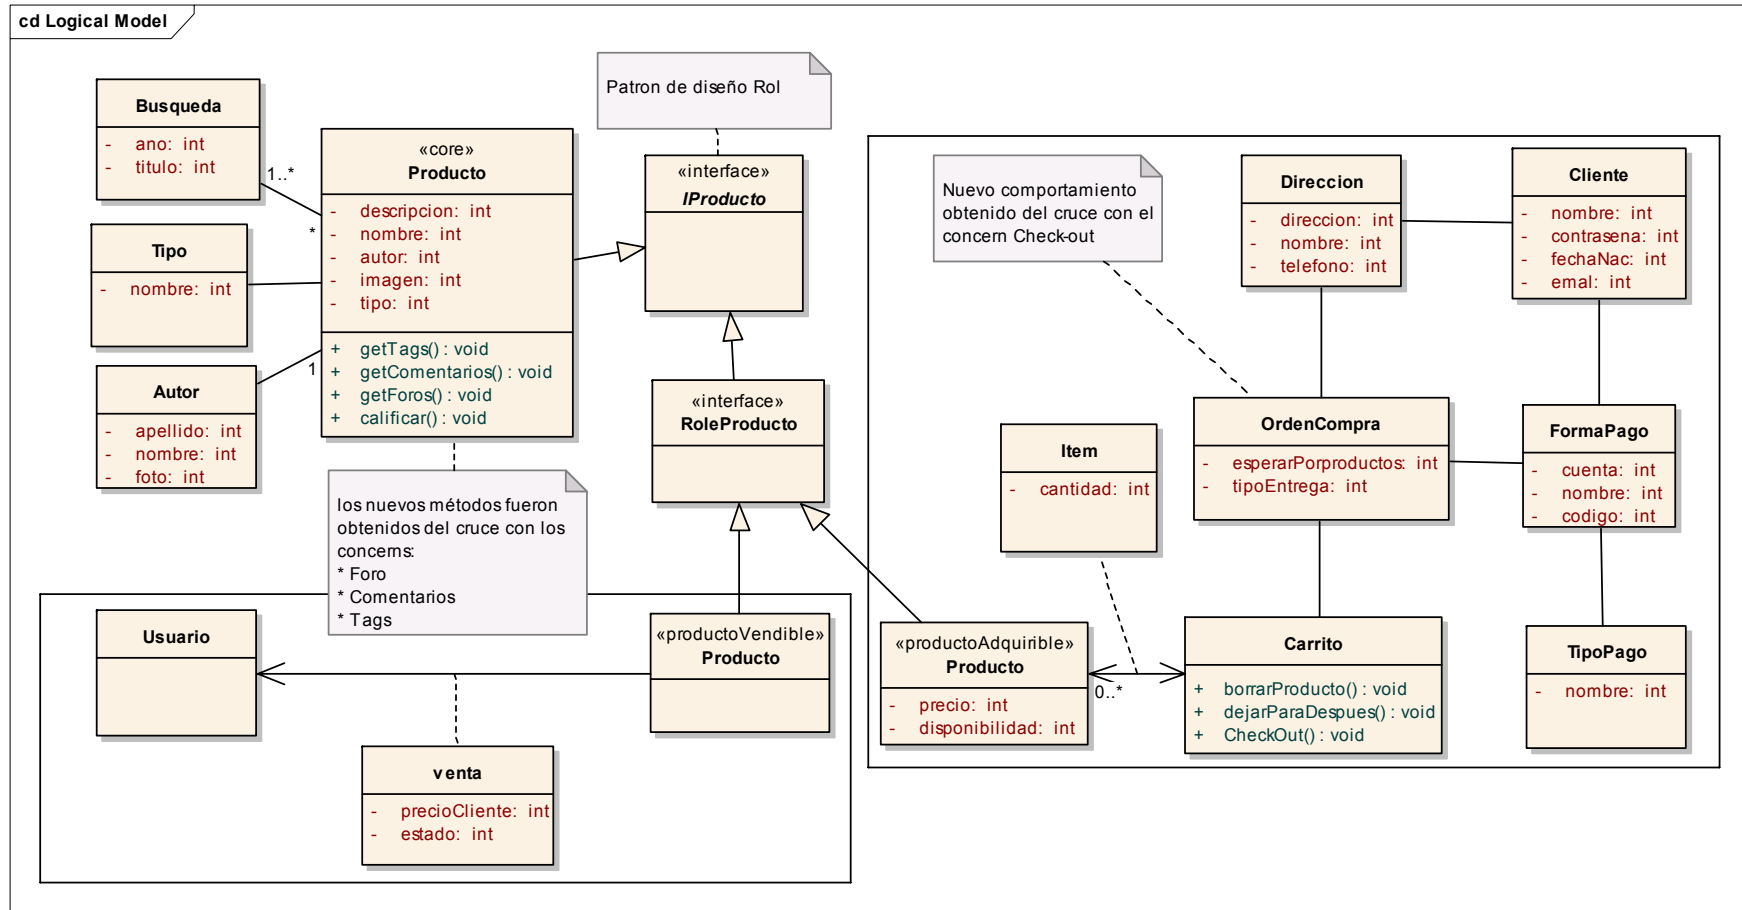 cd Logical Model
Busqueda
- ano: int
- titulo: int
1..*
*
Tipo
- nombre: int
Autor
- apellido: int
- nombre: int
- foto: int
1
«core»
Producto
- descripcion: int
- nombre: int
- autor: int
- imagen: int
- tipo: int
+ getTags() : void
+ getComentarios() : void
+ getForos() : void
+ calificar() : void
los nuevos métodos fueron
obtenidos del cruce con los
concerns:
* Foro
* Comentarios
* Tags
Patron de diseño Rol
«interface»
IProducto
«interface»
RoleProducto
Usuario
«productoVendible»
Producto
venta
- precioCliente: int
- estado: int
Nuevo comportamiento
obtenido del cruce con el
concern Check-out
Direccion
- direccion: int
- nombre: int
- telefono: int
Cliente
- nombre: int
- contrasena: int
- fechaNac: int
- emal: int
Item
- cantidad: int
OrdenCompra
- esperarPorproductos: int
- tipoEntrega: int
FormaPago
- cuenta: int
- nombre: int
- codigo: int
«productoAdquirible»
Producto
- precio: int
- disponibilidad: int
0..*
Carrito
+ borrarProducto() : void
+ dejarParaDespues() : void
+ CheckOut() : void
TipoPago
- nombre: int